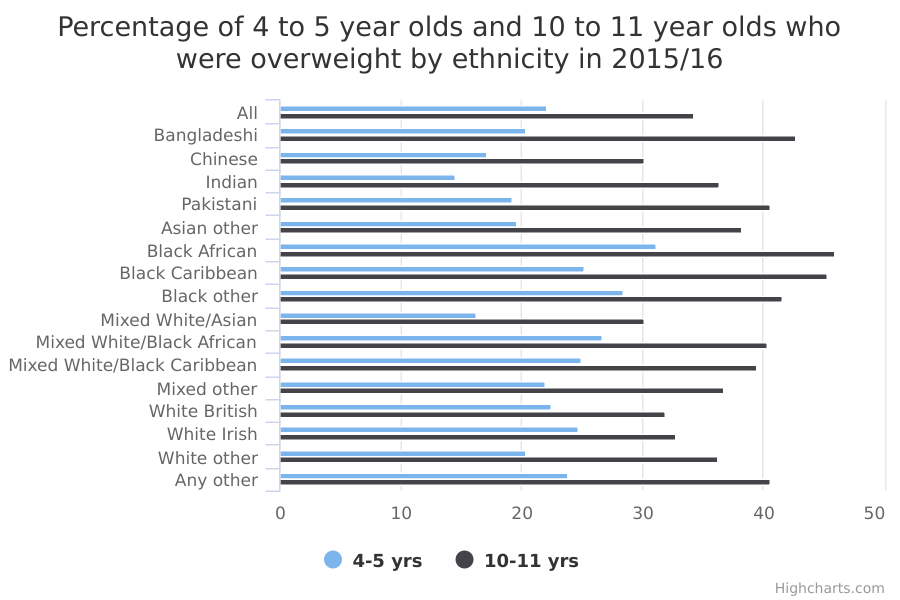 Percentage of 4 to 5 year olds and 10 to 11 year olds who
were overweight by ethnicity in 2015/16
All
Bangladeshi
Chinese
Indian
Pakistani
Asian other
Black African
Black Caribbean
Black other
Mixed White/Asian
Mixed White/Black African
Mixed White/Black Caribbean
Mixed other
White British
White Irish
White other
Any other
0 10 20 30 40 50
4-5 yrs 10-11 yrs
Highcharts.com